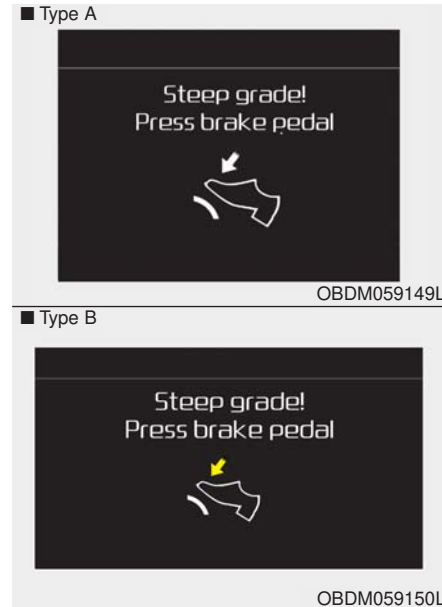 ■ Type A
Steep grade!
Press brake pedal
OBDM059149L
■ Type B
Steep grade!
Press brake pedal
OBDM059150L